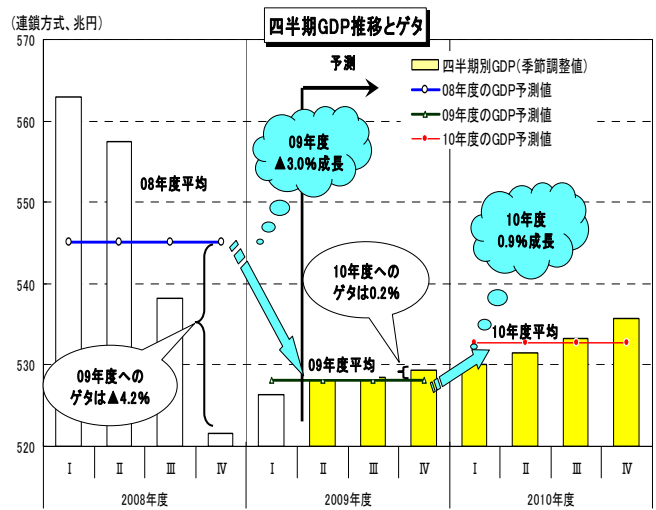 四半期GDP推移とゲタ
(連鎖方式、兆円)
570
560
550
540
530
520
予測
四半期別GDP(季節調整値)
08年度のGDP予測値
09年度のGDP予測値
10年度のGDP予測値
09年度
▲3.0%成長
08年度平均
10年度
0.9%成長
10年度への
ゲタは0.2%
10年度平均
09年度平均
09年度への
ゲタは▲4.2%
Ⅰ Ⅱ Ⅲ Ⅳ Ⅰ Ⅱ Ⅲ Ⅳ Ⅰ Ⅱ Ⅲ Ⅳ
2008年度 2009年度 2010年度